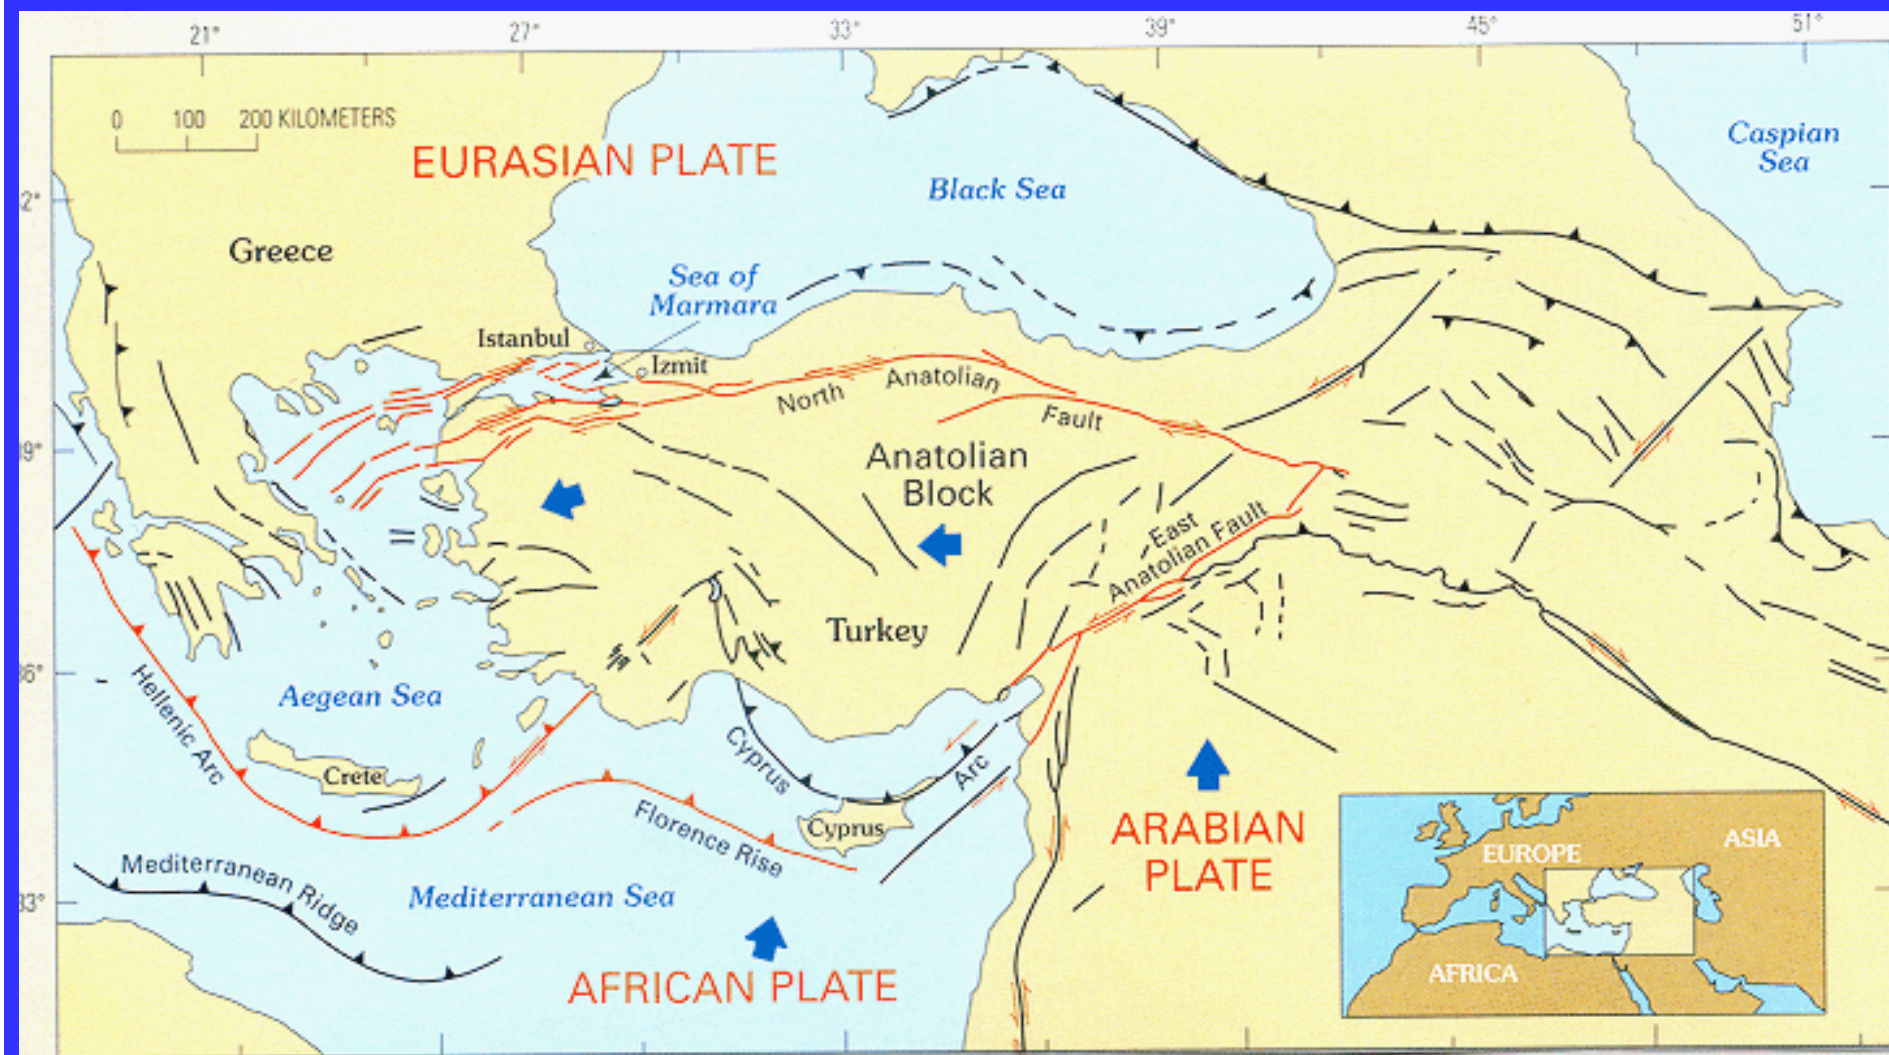 21°
27°
33°
39°
45°
51°
0 100 200 KILOMETERS
EURASIAN PLATE
Black Sea
Caspian
Sea
Greece
Sea of
Marmara
Istanbul
Izmit
North Anatolian Fault
Anatolian
Block
East
Anatolian Fault
Turkey
36°
Aegean Sea
Hellenic Arc
Crete
Cyprus Arc
Cyprus
Florence Rise
ARABIAN
PLATE
Mediterranean Ridge
Mediterranean Sea
33°
AFRICAN PLATE
EUROPE
ASIA
AFRICA